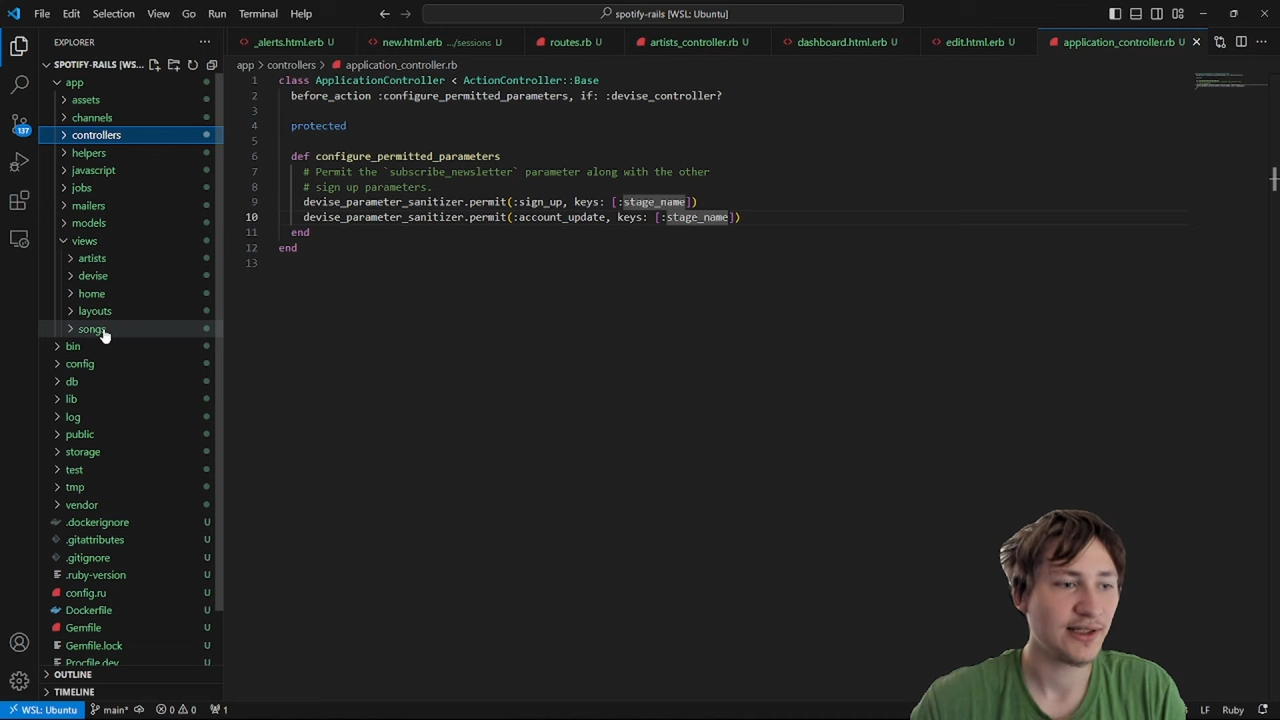 File Edit Selection View Go Run Terminal Help
spotify-rails [WSL: Ubuntu]
EXPLORER
SPOTIFY-RAILS [W...
app
assets
channels
controllers
helpers
javascript
jobs
mailers
models
views
artists
devise
home
layouts
songs
bin
config
db
lib
log
public
storage
test
tmp
vendor
.dockerignore U
.gitattributes U
.gitignore U
.ruby-version U
config.ru U
Dockerfile U
Gemfile U
Gemfile.lock U
Procfile.dev U
OUTLINE
TIMELINE
137
_alerts.html.erb U new.html.erb .../sessions U routes.rb U artists_controller.rb U dashboard.html.erb U edit.html.erb U application_controller.rb U
app > controllers > application_controller.rb
1 class ApplicationController < ActionController::Base
2 before_action :configure_permitted_parameters, if: :devise_controller?
3
4 protected
5
6 def configure_permitted_parameters
7 # Permit the `subscribe_newsletter` parameter along with the other
8 # sign up parameters.
9 devise_parameter_sanitizer.permit(:sign_up, keys: [:stage_name])
10 devise_parameter_sanitizer.permit(:account_update, keys: [:stage_name])
11 end
12 end
13
WSL: Ubuntu main* 0 0 1 LF Ruby